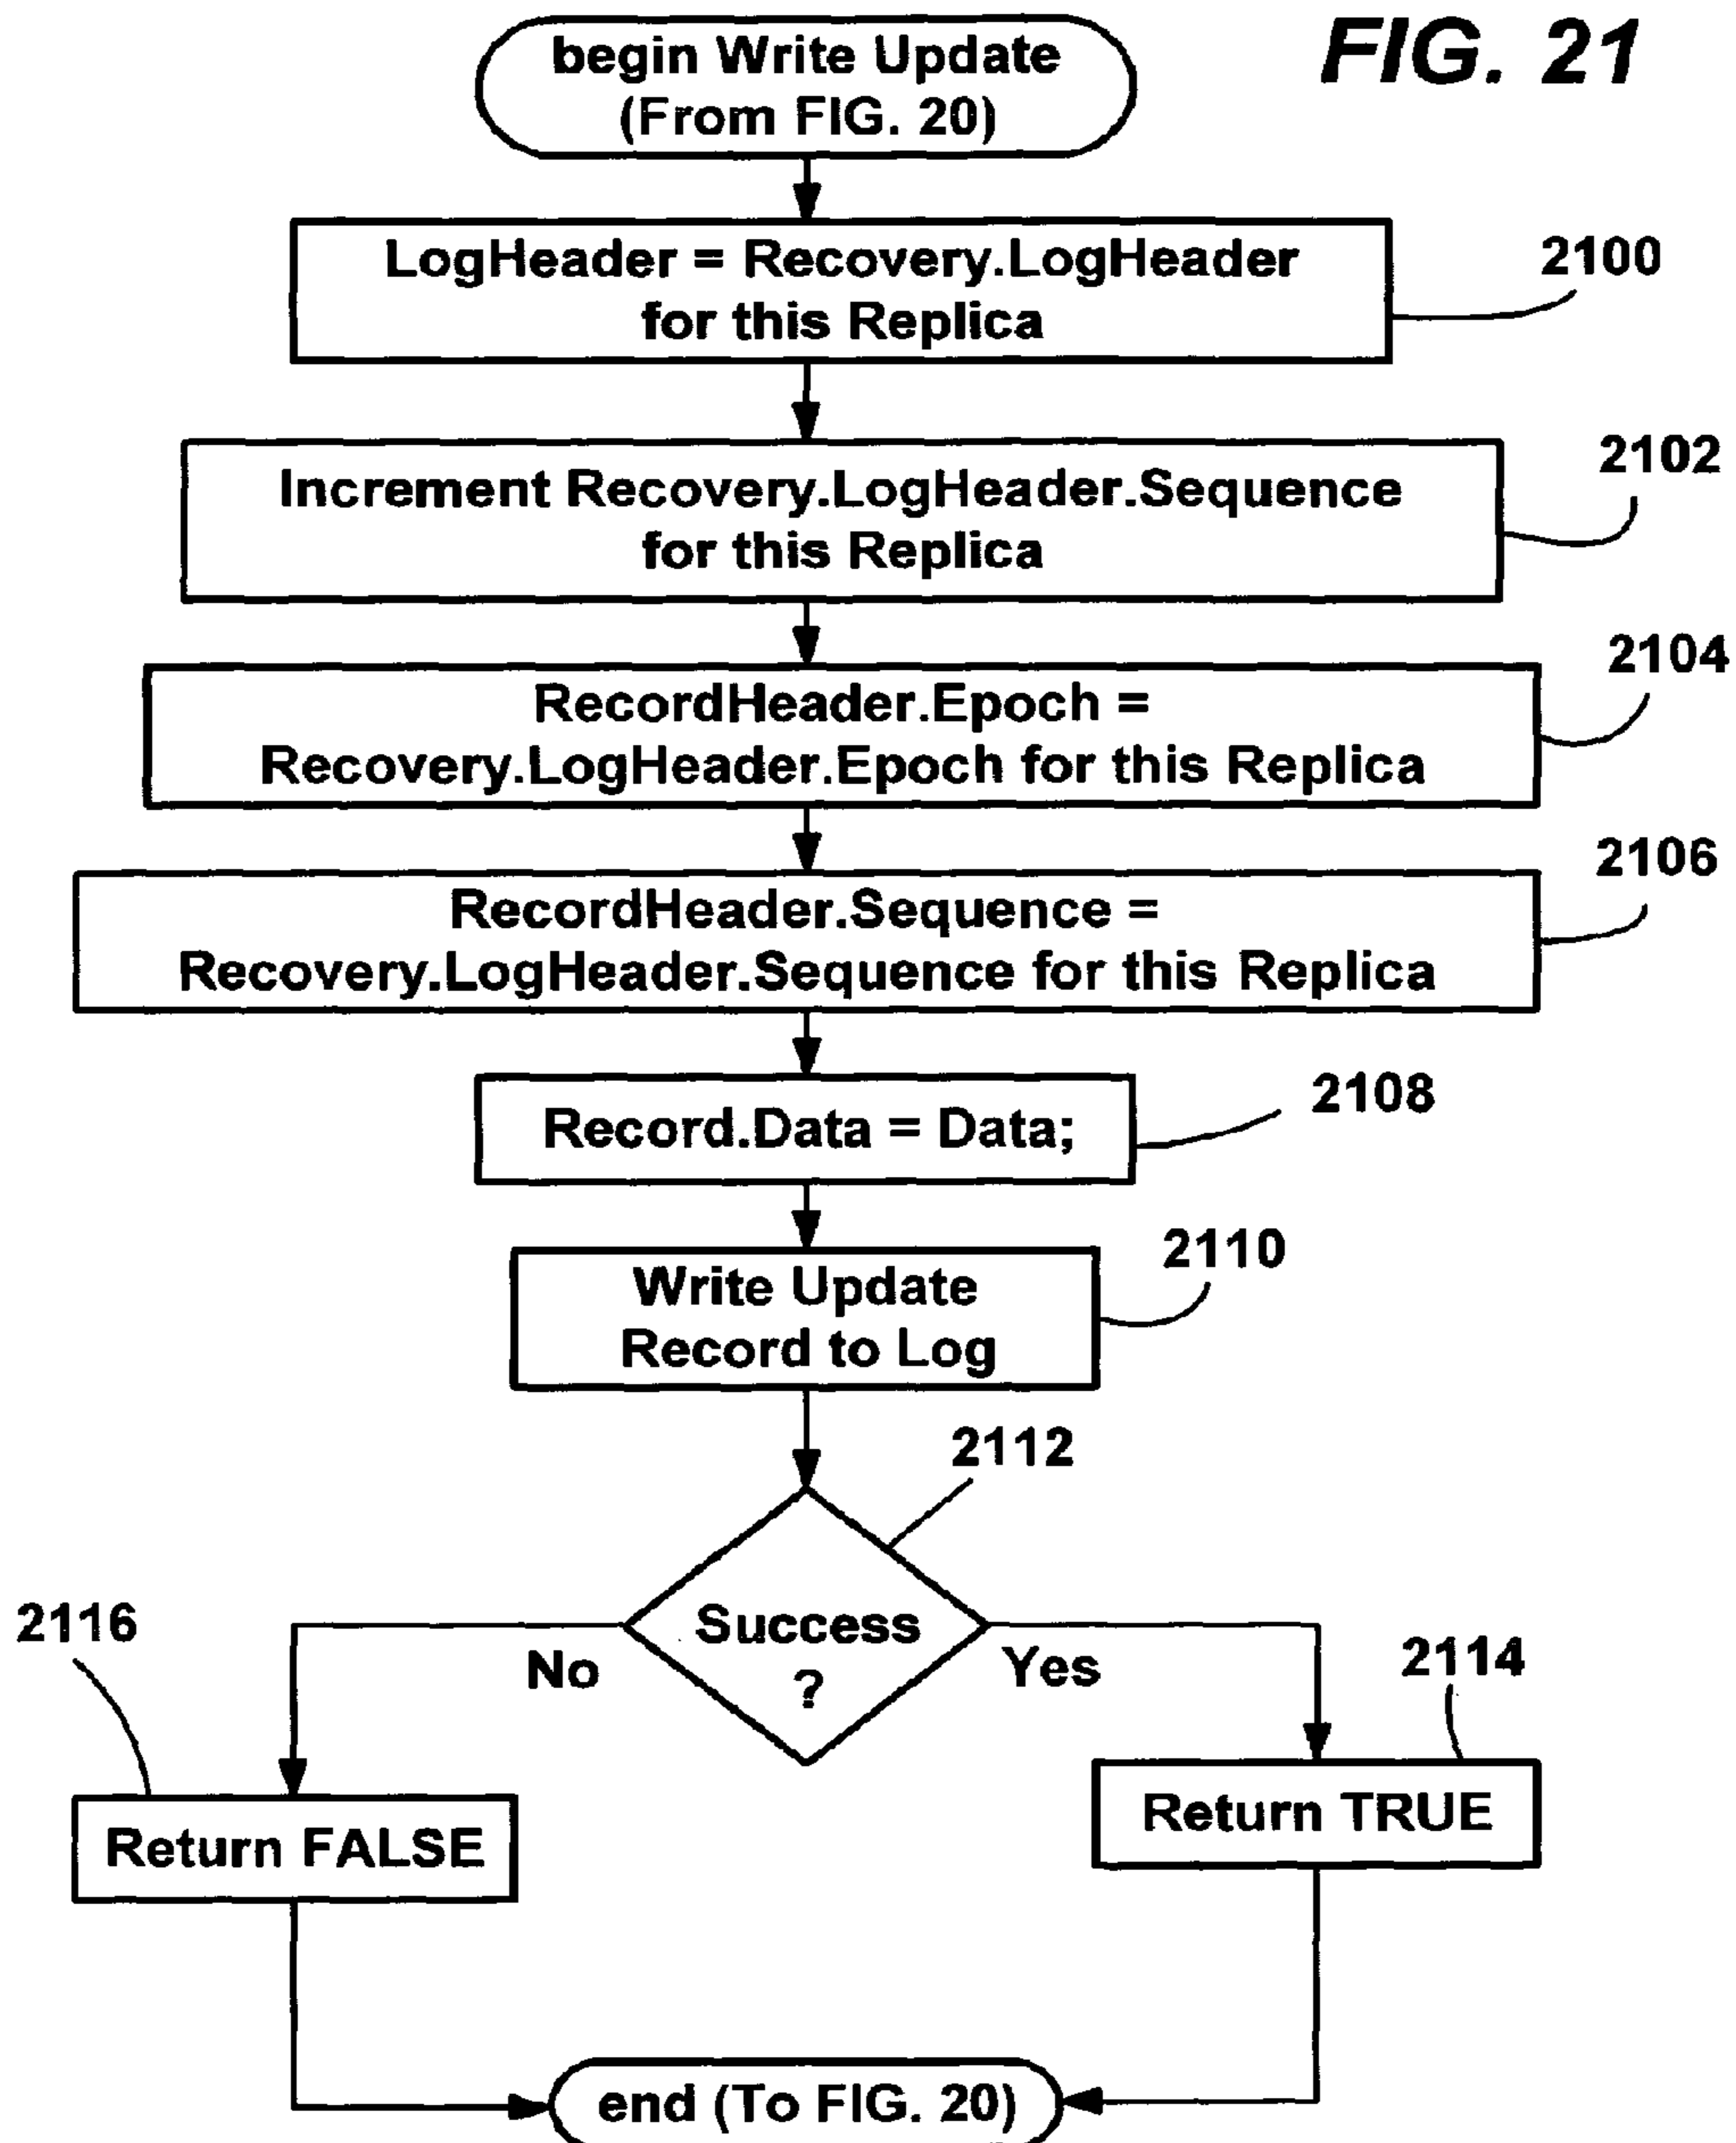 FIG. 21
begin Write Update
(From FIG. 20)
LogHeader = Recovery.LogHeader
for this Replica
2100
Increment Recovery.LogHeader.Sequence
for this Replica
2102
RecordHeader.Epoch =
Recovery.LogHeader.Epoch for this Replica
2104
RecordHeader.Sequence =
Recovery.LogHeader.Sequence for this Replica
2106
Record.Data = Data;
2108
Write Update
Record to Log
2110
2112
Success
?
No
Yes
2116
2114
Return FALSE
Return TRUE
end (To FIG. 20)